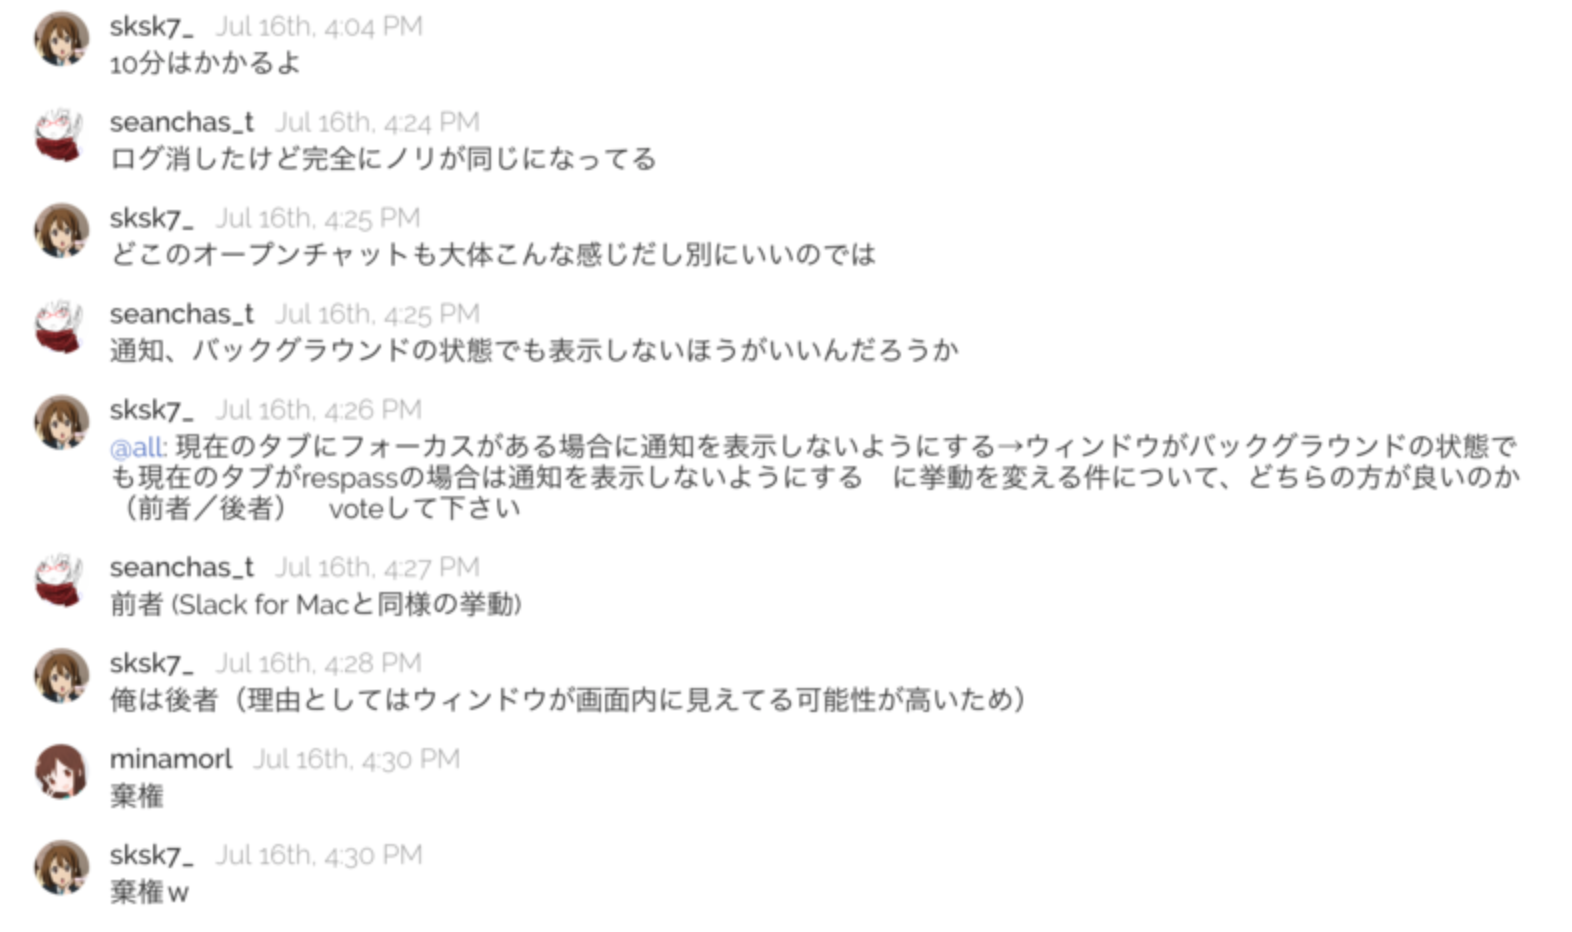 sksk7_ Jul 16th, 4:04 PM
10分はかかるよ
seanchas_t Jul 16th, 4:24 PM
ログ消したけど完全にノリが同じになってる
sksk7_ Jul 16th, 4:25 PM
どこのオープンチャットも大体こんな感じだし別にいいのでは
seanchas_t Jul 16th, 4:25 PM
通知、バックグラウンドの状態でも表示しないほうがいいんだろうか
sksk7_ Jul 16th, 4:26 PM
@all: 現在のタブにフォーカスがある場合に通知を表示しないようにする→ウィンドウがバックグラウンドの状態で
も現在のタブがrespassの場合は通知を表示しないようにする　に挙動を変える件について、どちらの方が良いのか
（前者／後者）　voteして下さい
seanchas_t Jul 16th, 4:27 PM
前者 (Slack for Macと同様の挙動)
sksk7_ Jul 16th, 4:28 PM
俺は後者（理由としてはウィンドウが画面内に見えてる可能性が高いため）
minamorl Jul 16th, 4:30 PM
棄権
sksk7_ Jul 16th, 4:30 PM
棄権ｗ